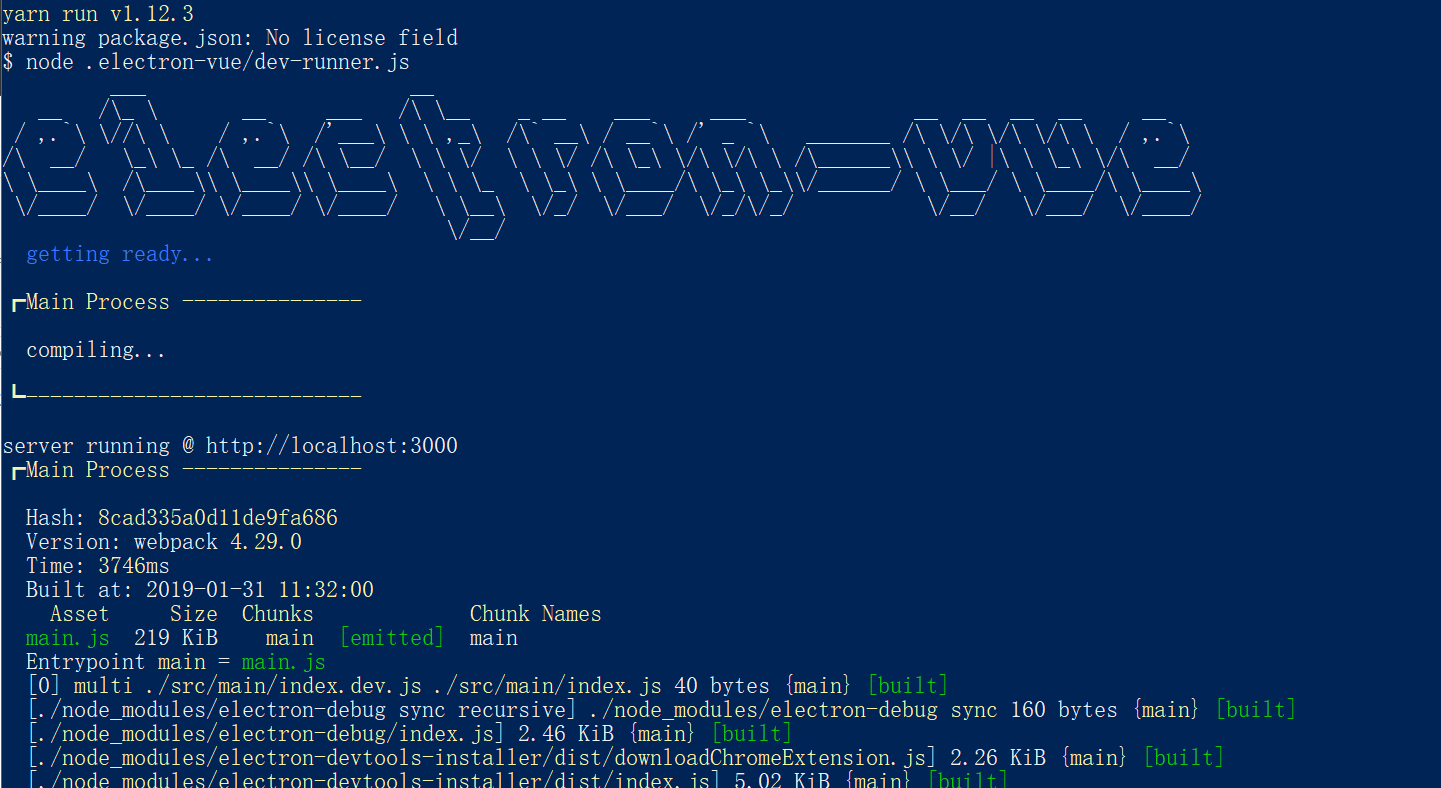 yarn run v1.12.3
warning package.json: No license field
$ node .electron-vue/dev-runner.js
electron-vue
getting ready...
┏Main Process ---------------
compiling...
┗----------------------------
server running @ http://localhost:3000
┏Main Process ---------------
Hash: 8cad335a0d11de9fa686
Version: webpack 4.29.0
Time: 3746ms
Built at: 2019-01-31 11:32:00
Asset Size Chunks Chunk Names
main.js 219 KiB main [emitted] main
Entrypoint main = main.js
[0] multi ./src/main/index.dev.js ./src/main/index.js 40 bytes {main} [built]
[./node_modules/electron-debug sync recursive] ./node_modules/electron-debug sync 160 bytes {main} [built]
[./node_modules/electron-debug/index.js] 2.46 KiB {main} [built]
[./node_modules/electron-devtools-installer/dist/downloadChromeExtension.js] 2.26 KiB {main} [built]
[./node_modules/electron-devtools-installer/dist/index.js] 5.02 KiB {main} [built]